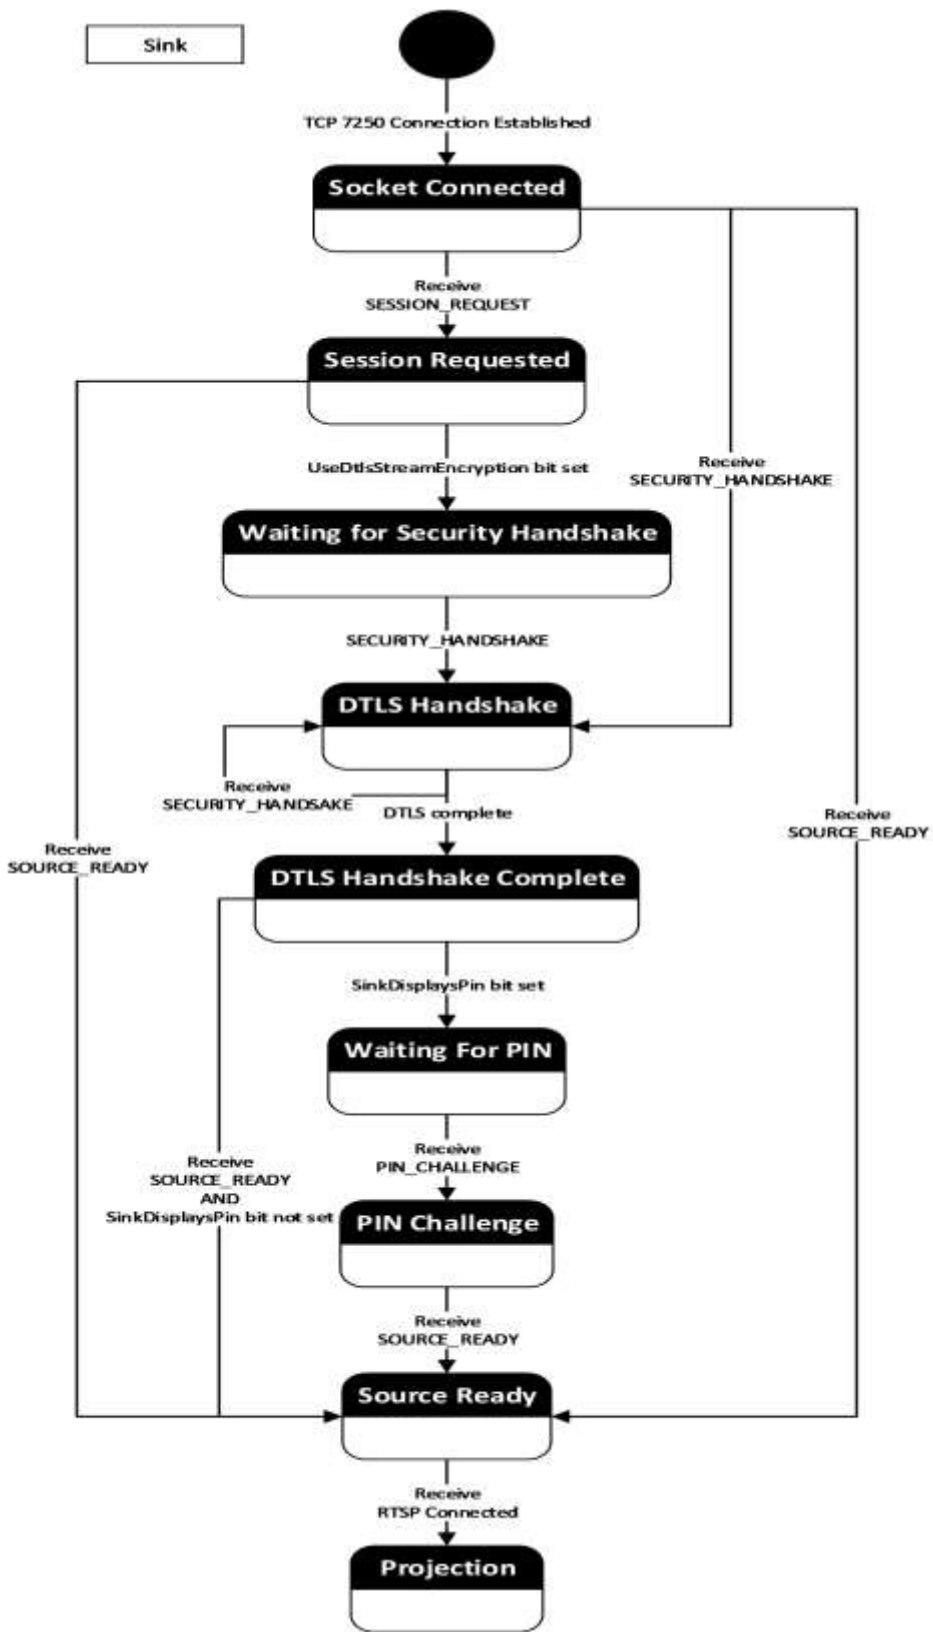 Sink
TCP 7250 Connection Established
Socket Connected
Receive
SESSION_REQUEST
Session Requested
UseDtlsStreamEncryption bit set
Receive
SECURITY_HANDSHAKE
Waiting for Security Handshake
SECURITY_HANDSHAKE
DTLS Handshake
Receive
SECURITY_HANDSAKE
DTLS complete
Receive
SOURCE_READY
Receive
SOURCE_READY
DTLS Handshake Complete
SinkDisplaysPin bit set
Waiting For PIN
Receive
PIN_CHALLENGE
Receive
SOURCE_READY
AND
SinkDisplaysPin bit not set
PIN Challenge
Receive
SOURCE_READY
Source Ready
Receive
RTSP Connected
Projection